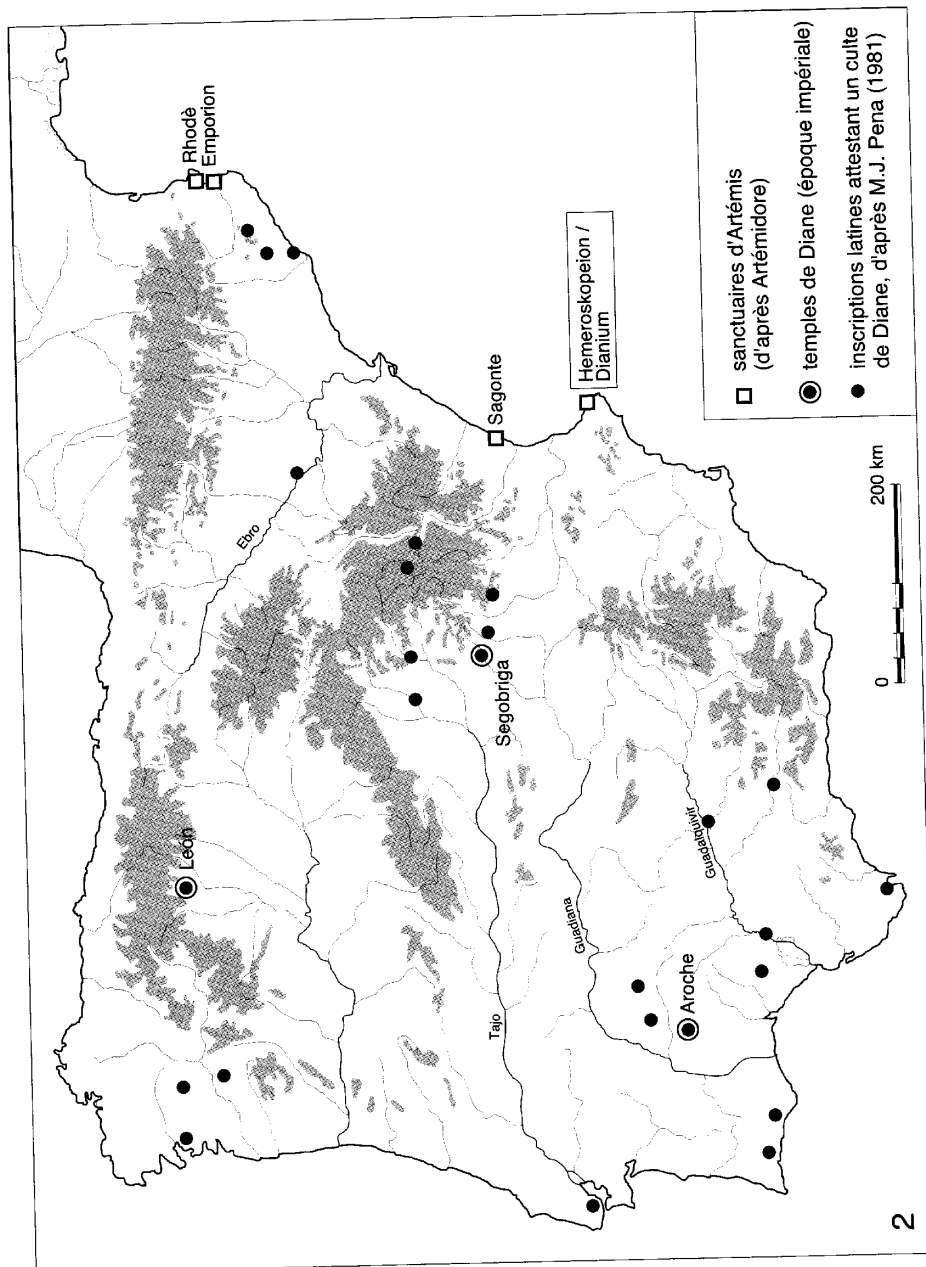 Rhodè
Emporion
León
Ebro
Sagonte
Hemeroskopeion /
Dianium
Segobriga
Tajo
Guadiana
Guadalquivir
Aroche
0 200 km
sanctuaires d'Artémis
(d'après Artémidore)
temples de Diane (époque impériale)
inscriptions latines attestant un culte
de Diane, d'après M.J. Pena (1981)
2